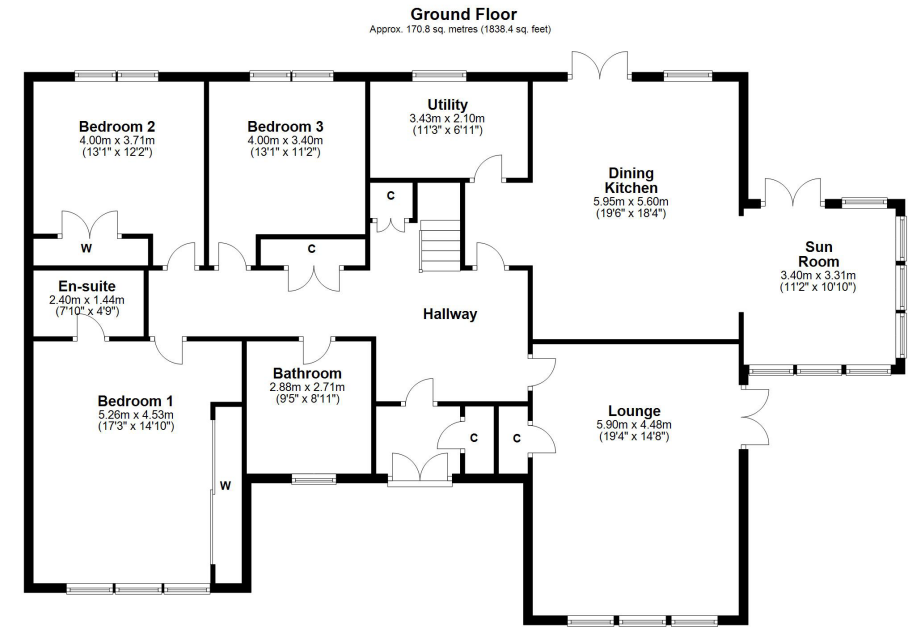 Ground Floor
Approx. 170.8 sq. metres (1838.4 sq. feet)
Bedroom 2
4.00m x 3.71m
(13'1" x 12'2")
Bedroom 3
4.00m x 3.40m
(13'1" x 11'2")
Utility
3.43m x 2.10m
(11'3" x 6'11")
Dining
Kitchen
5.95m x 5.60m
(19'6" x 18'4")
C
W
C
Sun
Room
3.40m x 3.31m
(11'2" x 10'10")
En-suite
2.40m x 1.44m
(7'10" x 4'9")
Hallway
Bathroom
2.88m x 2.71m
(9'5" x 8'11")
Bedroom 1
5.26m x 4.53m
(17'3" x 14'10")
Lounge
5.90m x 4.48m
(19'4" x 14'8")
C
C
W